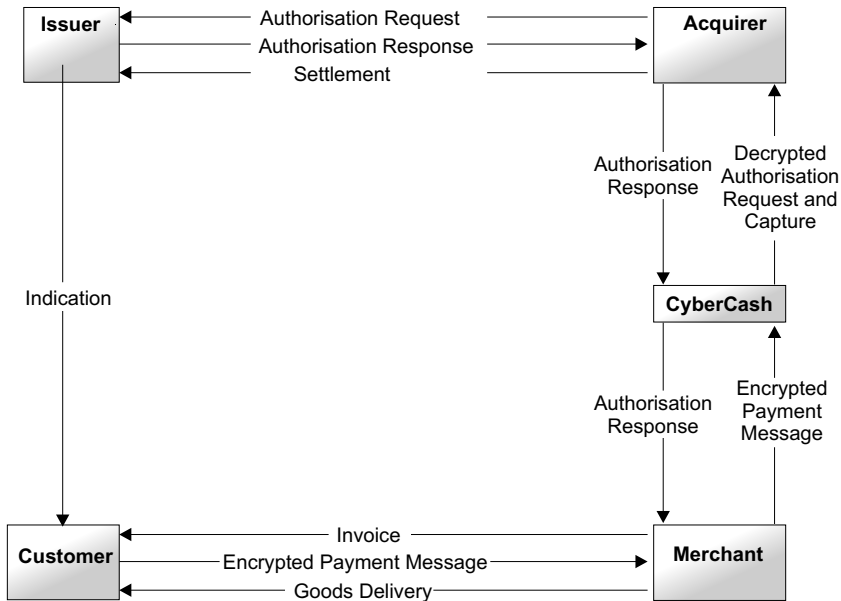 Issuer
Authorisation Request
Authorisation Response
Settlement
Acquirer
Authorisation
Response
Decrypted
Authorisation
Request and
Capture
Indication
CyberCash
Authorisation
Response
Encrypted
Payment
Message
Customer
Invoice
Encrypted Payment Message
Goods Delivery
Merchant